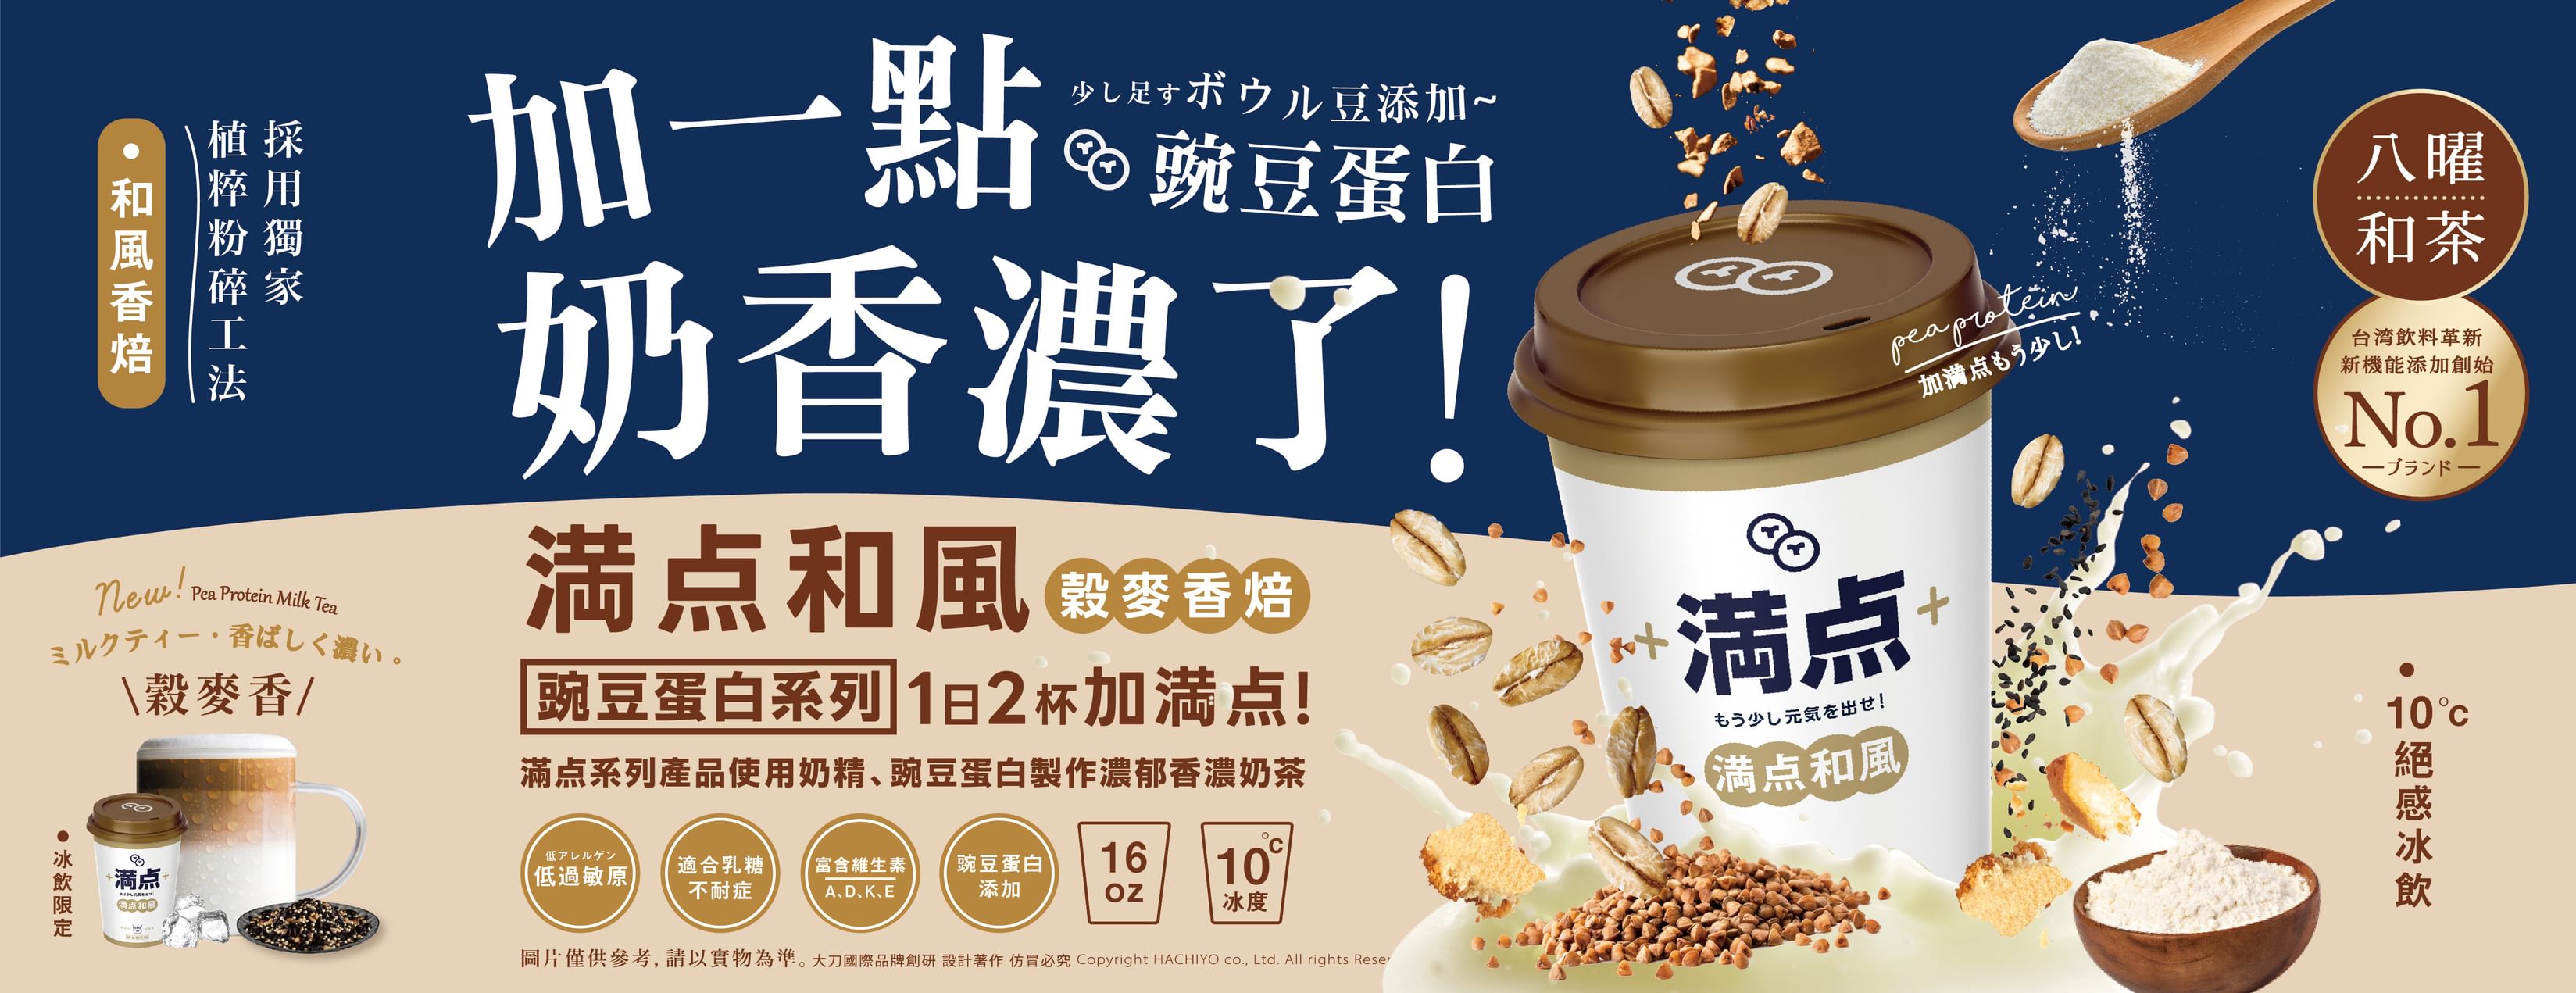 採用獨家
植粹粉碎工法
•和風香焙
加一點
少し足すボウル豆添加~
豌豆蛋白
奶香濃了!
pea protein
加満点もう少し!
八曜
和茶
台湾飲料革新
新機能添加創始
No.1
ブランド
満点和風
穀麥香焙
豌豆蛋白系列 1日2杯加満点!
滿点系列產品使用奶精、豌豆蛋白製作濃郁香濃奶茶
低アレルゲン
低過敏原
適合乳糖
不耐症
富含維生素
A、D、K、E
豌豆蛋白
添加
16
oz
10℃
冰度
圖片僅供參考,請以實物為準。大刀國際品牌創研 設計著作 仿冒必究 Copyright HACHIYO co., Ltd. All rights
New! Pea Protein Milk Tea
ミルクティー・香ばしく濃い。
\穀麥香/
•冰飲限定
+満点+
満点和風
+満点+
もう少し元気を出せ!
満点和風
•10℃絕感冰飲